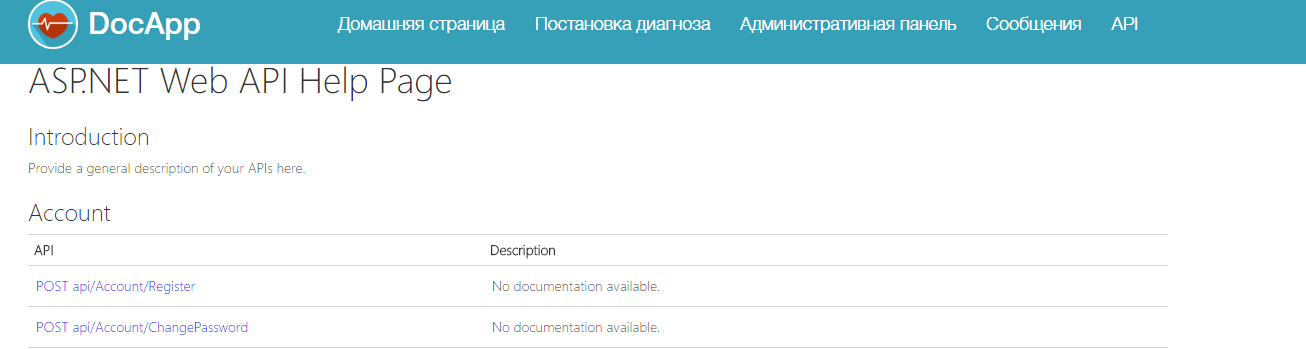 DocApp Домашняя страница Постановка диагноза Административная панель Сообщения API
ASP.NET Web API Help Page
Introduction
Provide a general description of your APIs here.
Account
API Description
POST api/Account/Register No documentation available.
POST api/Account/ChangePassword No documentation available.